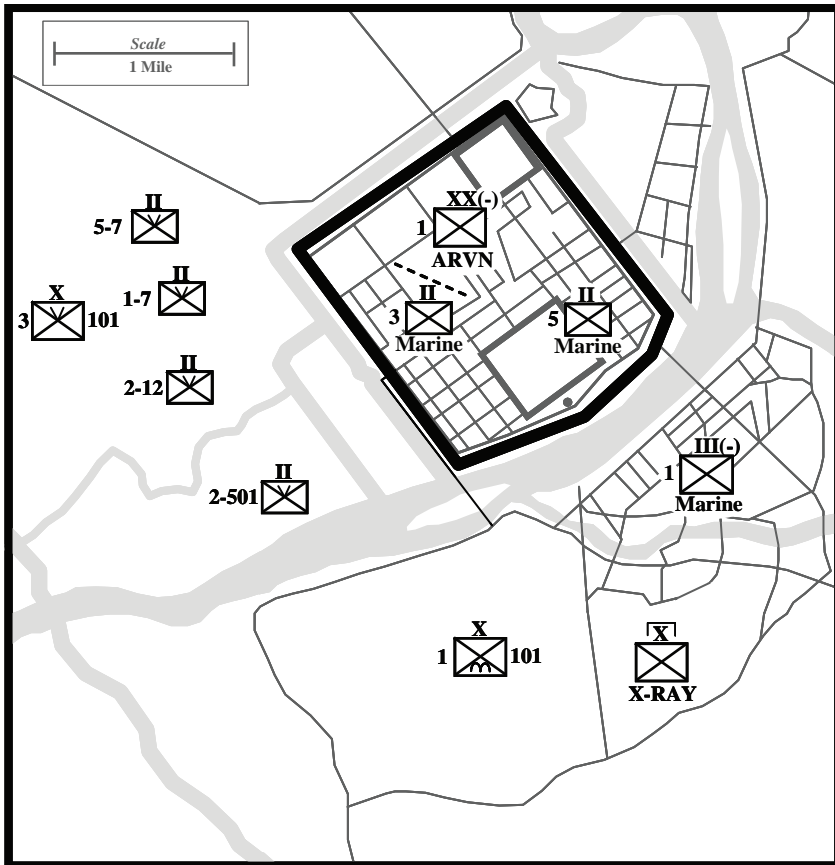 Scale
1 Mile
XX(-)
1
ARVN
II
5-7
II
1-7
X
3 101
II
3
Marine
II
5
Marine
II
2-12
III(-)
1
Marine
II
2-501
X
1 101
X
X-RAY